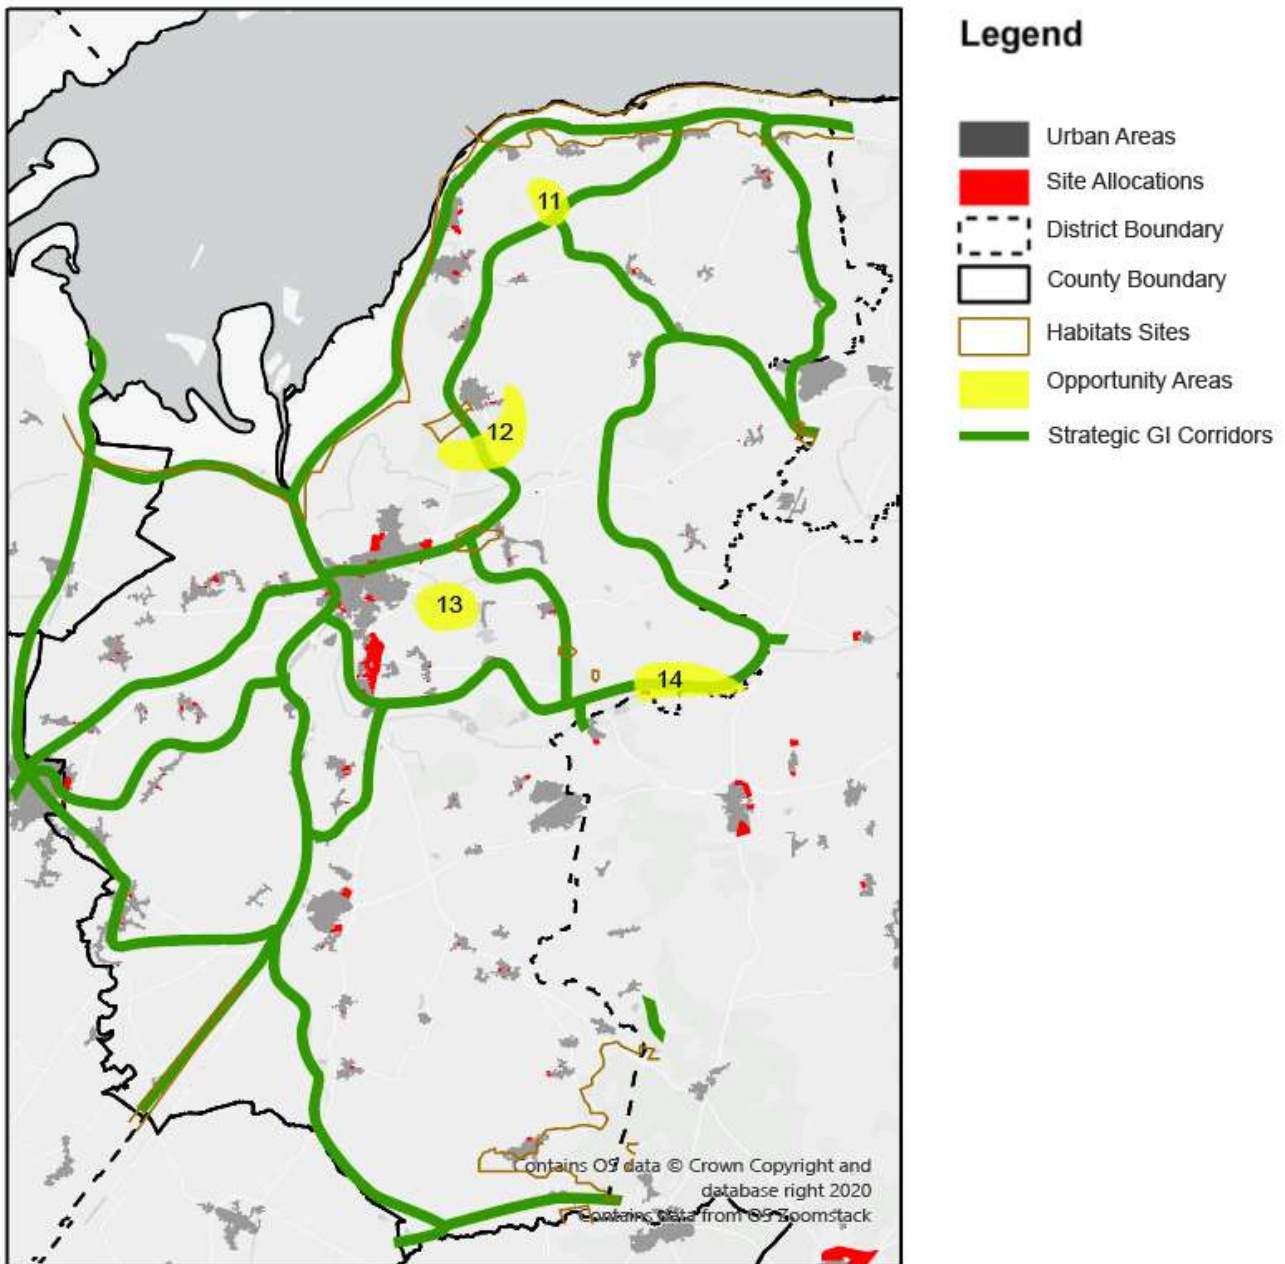 Legend
Urban Areas
Site Allocations
District Boundary
County Boundary
Habitats Sites
Opportunity Areas
Strategic GI Corridors
11
12
13
14
Contains OS data © Crown Copyright and
database right 2020
Contains data from OS Zoomstack